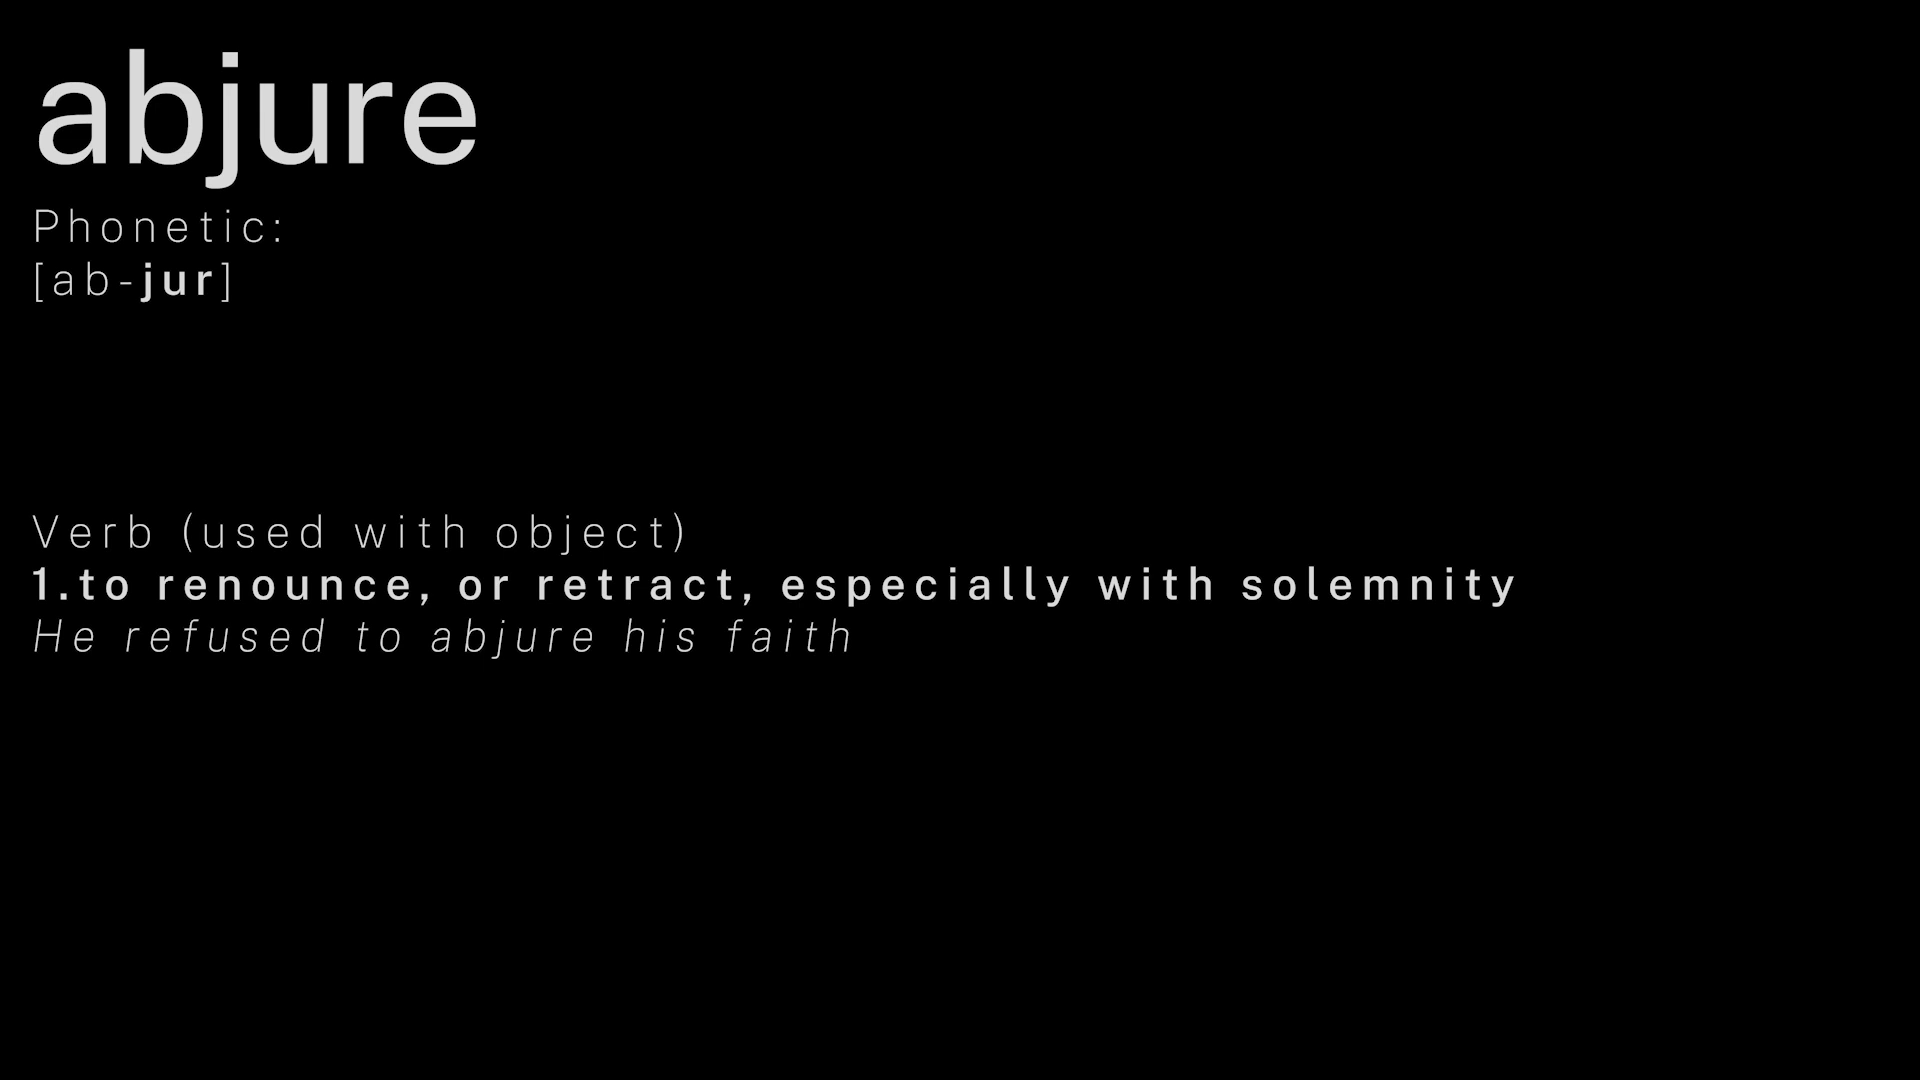 abjure
Phonetic:
[ab-jur]
Verb (used with object)
1.to renounce, or retract, especially with solemnity
He refused to abjure his faith